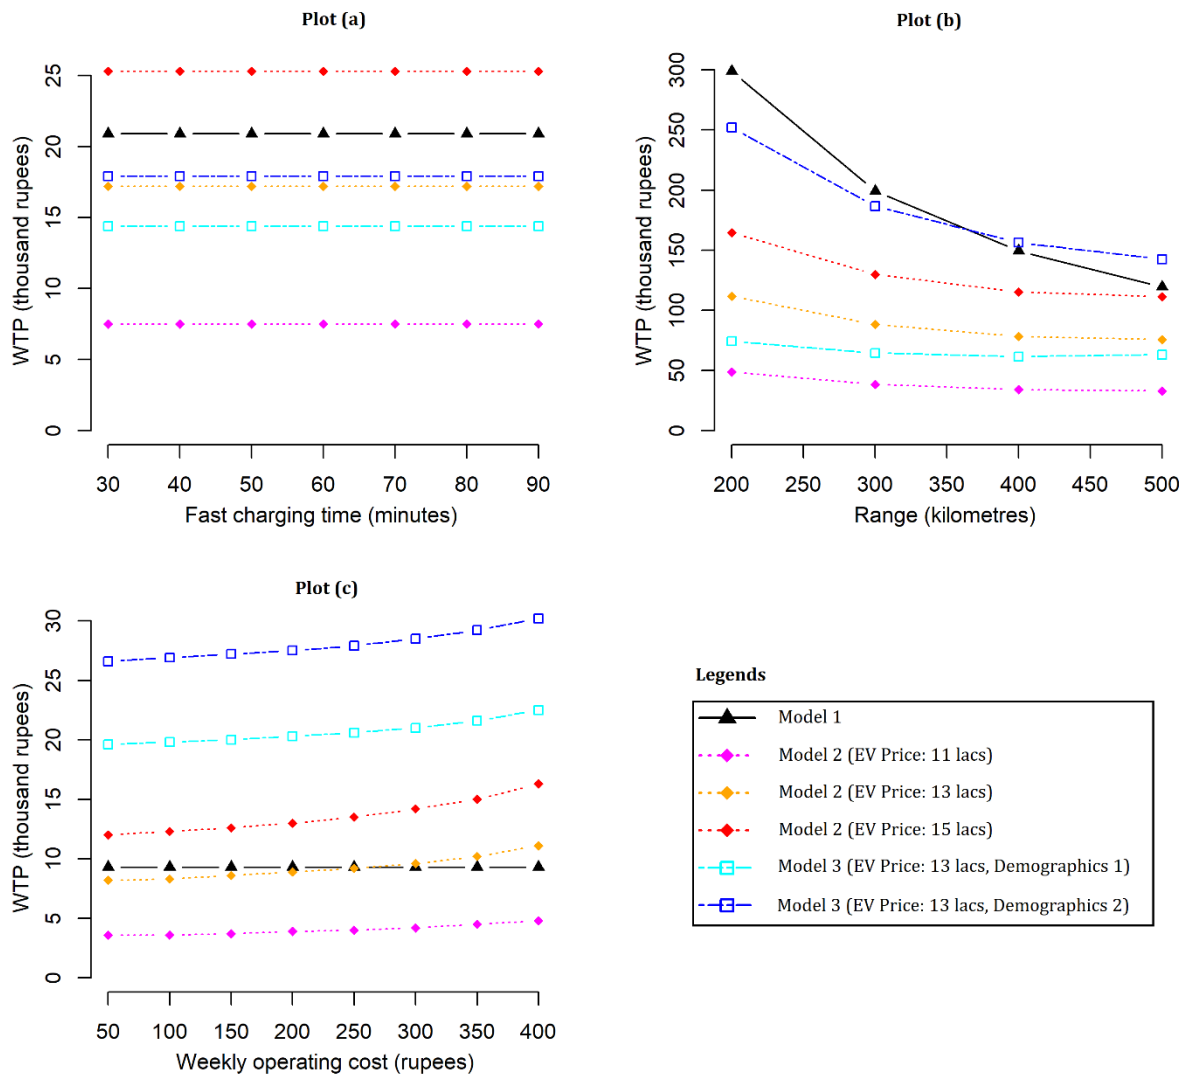 Plot (a)
WTP (thousand rupees)
0 5 10 15 20 25
30 40 50 60 70 80 90
Fast charging time (minutes)
Plot (b)
WTP (thousand rupees)
0 50 100 150 200 250 300
200 250 300 350 400 450 500
Range (kilometres)
Plot (c)
WTP (thousand rupees)
0 5 10 15 20 25 30
50 100 150 200 250 300 350 400
Weekly operating cost (rupees)
Legends
Model 1
Model 2 (EV Price: 11 lacs)
Model 2 (EV Price: 13 lacs)
Model 2 (EV Price: 15 lacs)
Model 3 (EV Price: 13 lacs, Demographics 1)
Model 3 (EV Price: 13 lacs, Demographics 2)